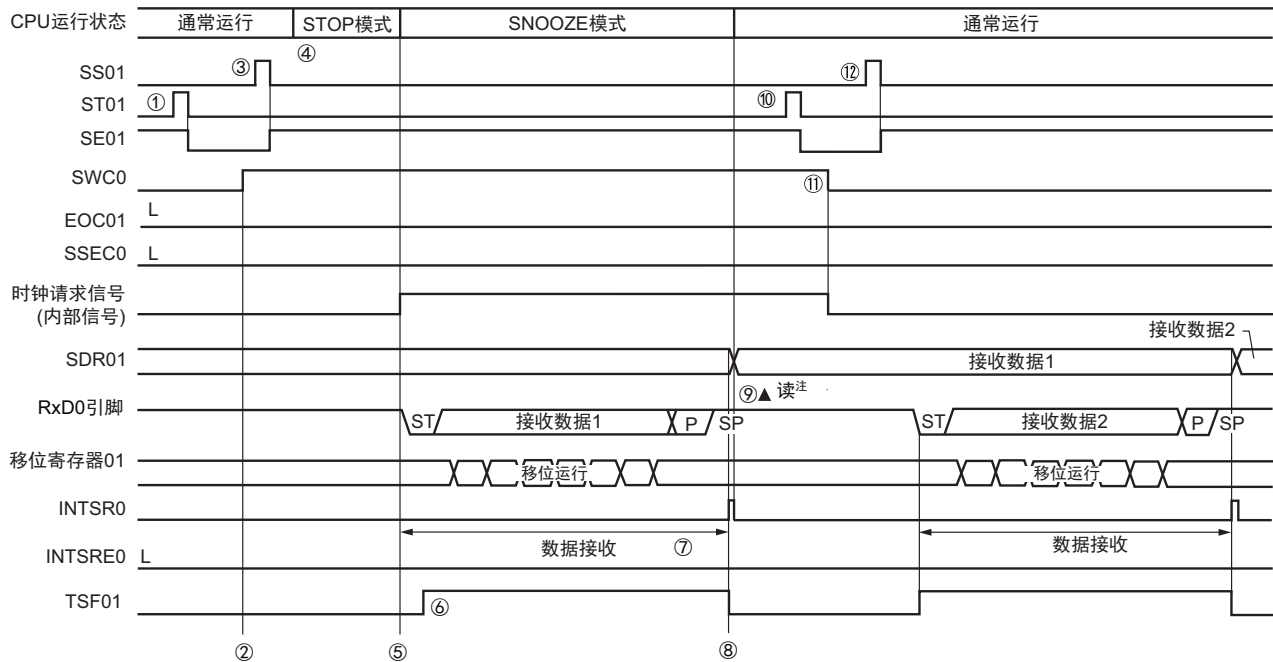 CPU运行状态 通常运行 STOP模式 SNOOZE模式 通常运行
④
SS01 ③ ⑫
ST01 ① ⑩
SE01
SWC0 ⑪
EOC01 L
SSEC0 L
时钟请求信号
(内部信号)
接收数据2
SDR01 接收数据1
⑨▲ 读注
RxD0引脚 ST 接收数据1 P SP ST 接收数据2 P SP
移位寄存器01 移位运行 移位运行
INTSR0
数据接收 ⑦ 数据接收
INTSRE0 L
TSF01 ⑥
② ⑤ ⑧